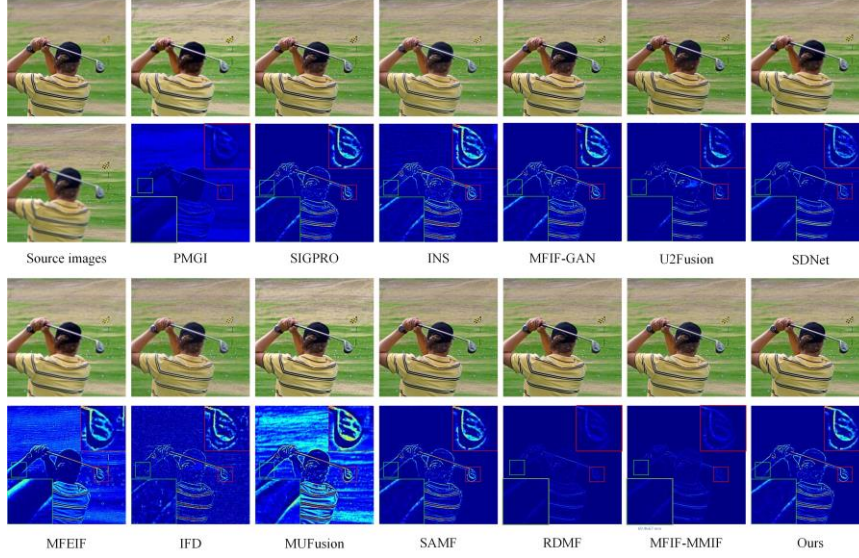 Source images PMGI SIGPRO INS MFIF-GAN U2Fusion SDNet
MFEIF IFD MUFusion SAMF RDMF MFIF-MMIF Ours